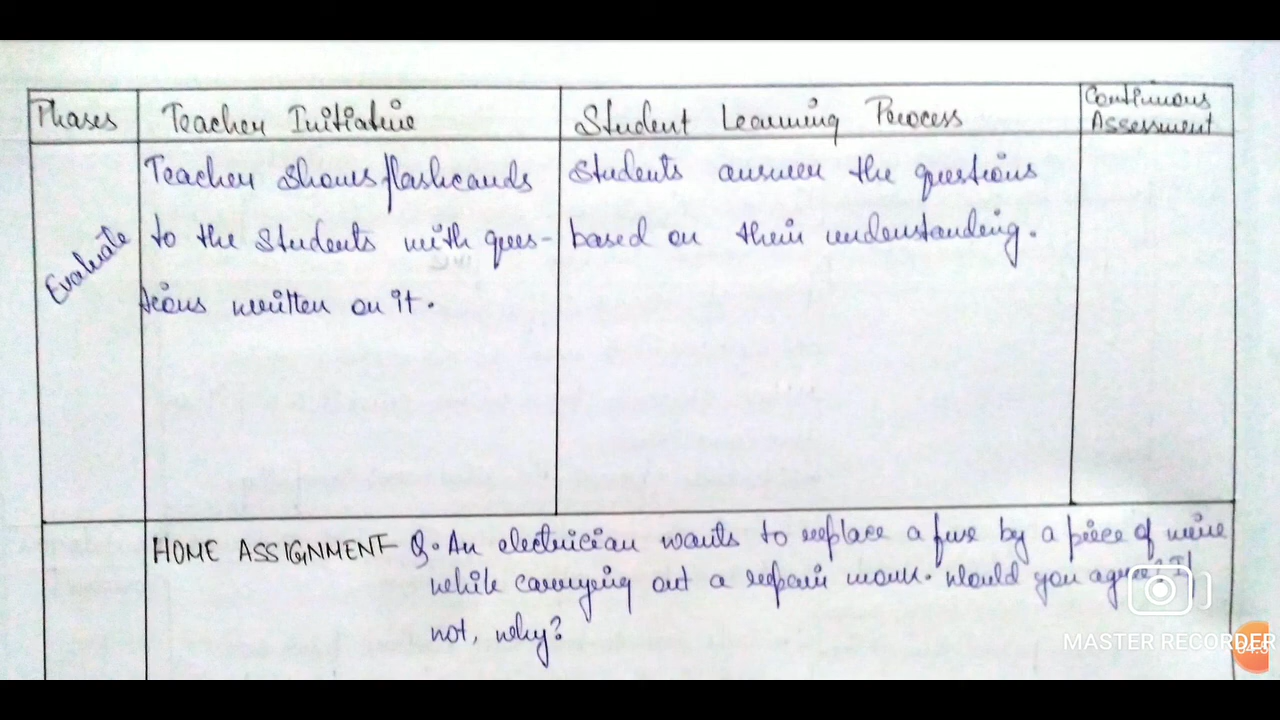 Phases
Teacher Initiative
Student Learning Process
Continuous
Assessment
Evaluate
Teacher shows flashcards
to the students with ques-
tions written on it.
Students answer the questions
based on their understanding.
HOME ASSIGNMENT- Q. An electrician wants to replace a fuse by a piece of wire
while carrying out a repair work. Would you agree? If
not, why?
MASTER RECORDER